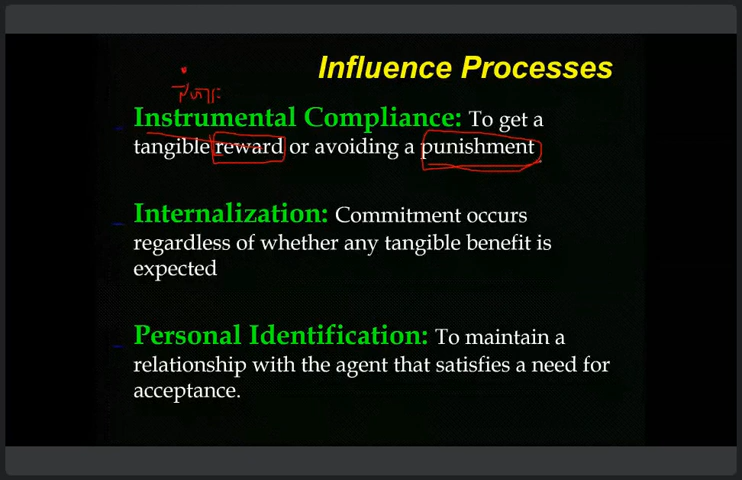 Influence Processes
Instrumental Compliance: To get a
tangible reward or avoiding a punishment
Internalization: Commitment occurs
regardless of whether any tangible benefit is
expected
Personal Identification: To maintain a
relationship with the agent that satisfies a need for
acceptance.